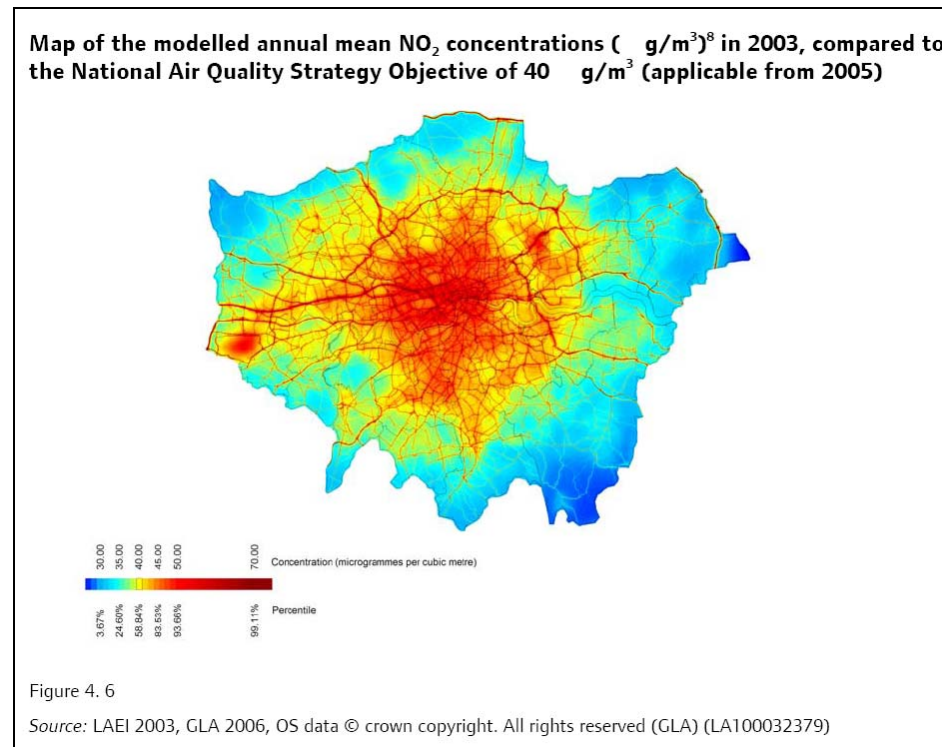 Map of the modelled annual mean NO₂ concentrations ( g/m³)⁸ in 2003, compared to
the National Air Quality Strategy Objective of 40 g/m³ (applicable from 2005)
30.00 35.00 40.00 45.00 50.00 70.00 Concentration (microgrammes per cubic metre)
3.67% 24.60% 58.84% 83.53% 93.66% 99.11% Percentile
Figure 4. 6
Source: LAEI 2003, GLA 2006, OS data © crown copyright. All rights reserved (GLA) (LA100032379)